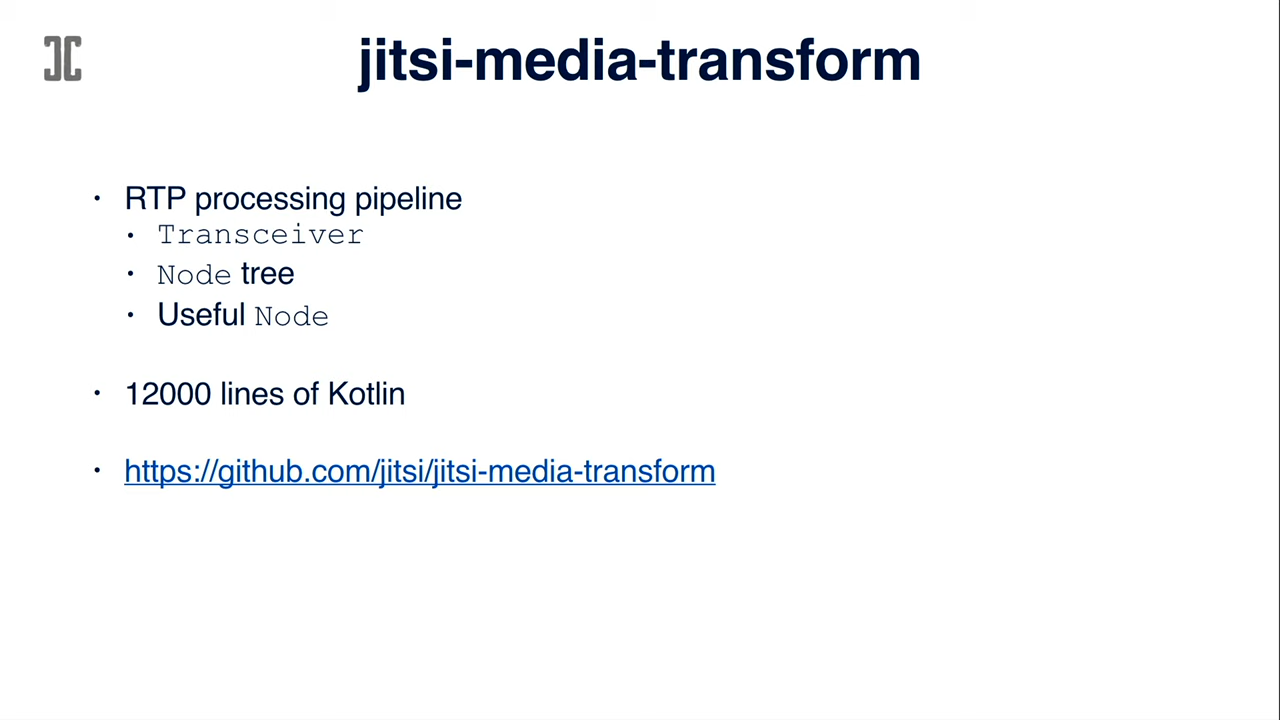 jitsi-media-transform
• RTP processing pipeline
• Transceiver
• Node tree
• Useful Node
• 12000 lines of Kotlin
• https://github.com/jitsi/jitsi-media-transform